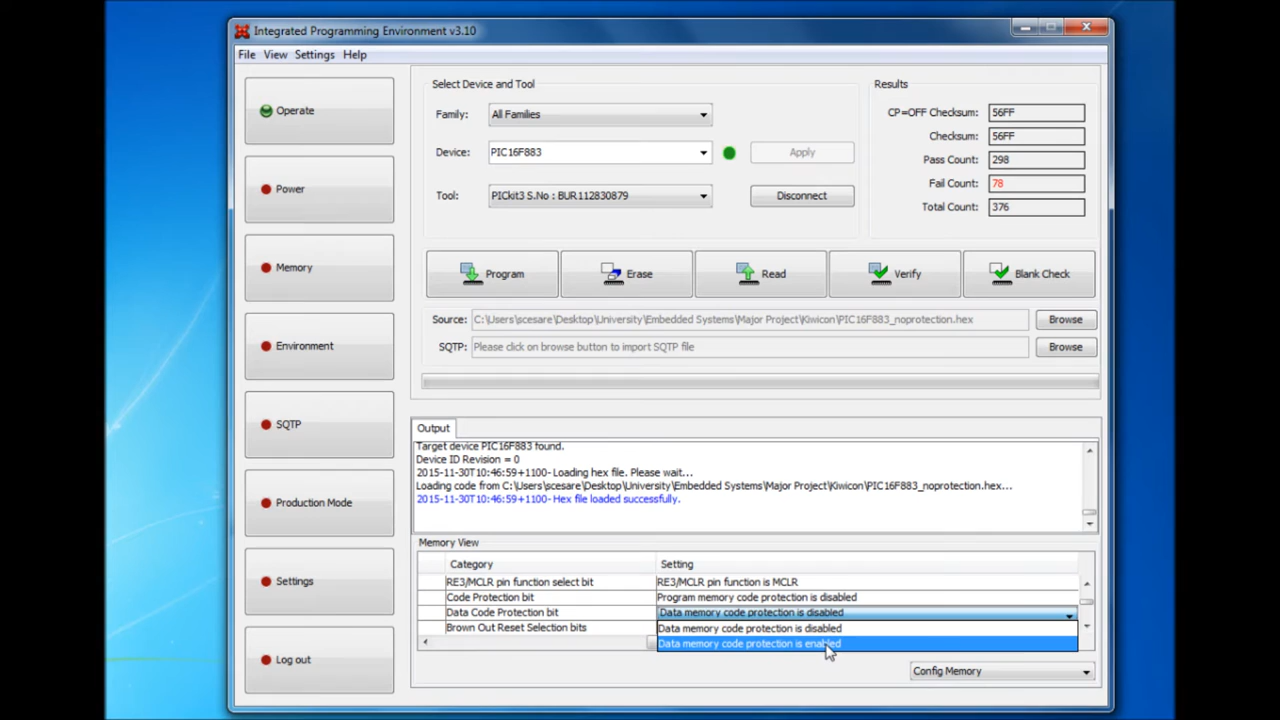 Integrated Programming Environment v3.10
File View Settings Help
Operate
Power
Memory
Environment
SQTP
Production Mode
Settings
Log out
Select Device and Tool
Family: All Families
Device: PIC16F883 Apply
Tool: PICkit3 S.No : BUR112830879 Disconnect
Results
CP=OFF Checksum: 56FF
Checksum: 56FF
Pass Count: 298
Fail Count: 78
Total Count: 376
Program Erase Read Verify Blank Check
Source: C:\Users\scesare\Desktop\University\Embedded Systems\Major Project\Kiwicon\PIC16F883_noprotection.hex Browse
SQTP: Please click on browse button to import SQTP file Browse
Output
Target device PIC16F883 found.
Device ID Revision = 0
2015-11-30T10:46:59+1100- Loading hex file. Please wait...
Loading code from C:\Users\scesare\Desktop\University\Embedded Systems\Major Project\Kiwicon\PIC16F883_noprotection.hex...
2015-11-30T10:46:59+1100- Hex file loaded successfully.
Memory View
Category Setting
RE3/MCLR pin function select bit RE3/MCLR pin function is MCLR
Code Protection bit Program memory code protection is disabled
Data Code Protection bit Data memory code protection is disabled
Brown Out Reset Selection bits Data memory code protection is disabled
Data memory code protection is enabled
Config Memory